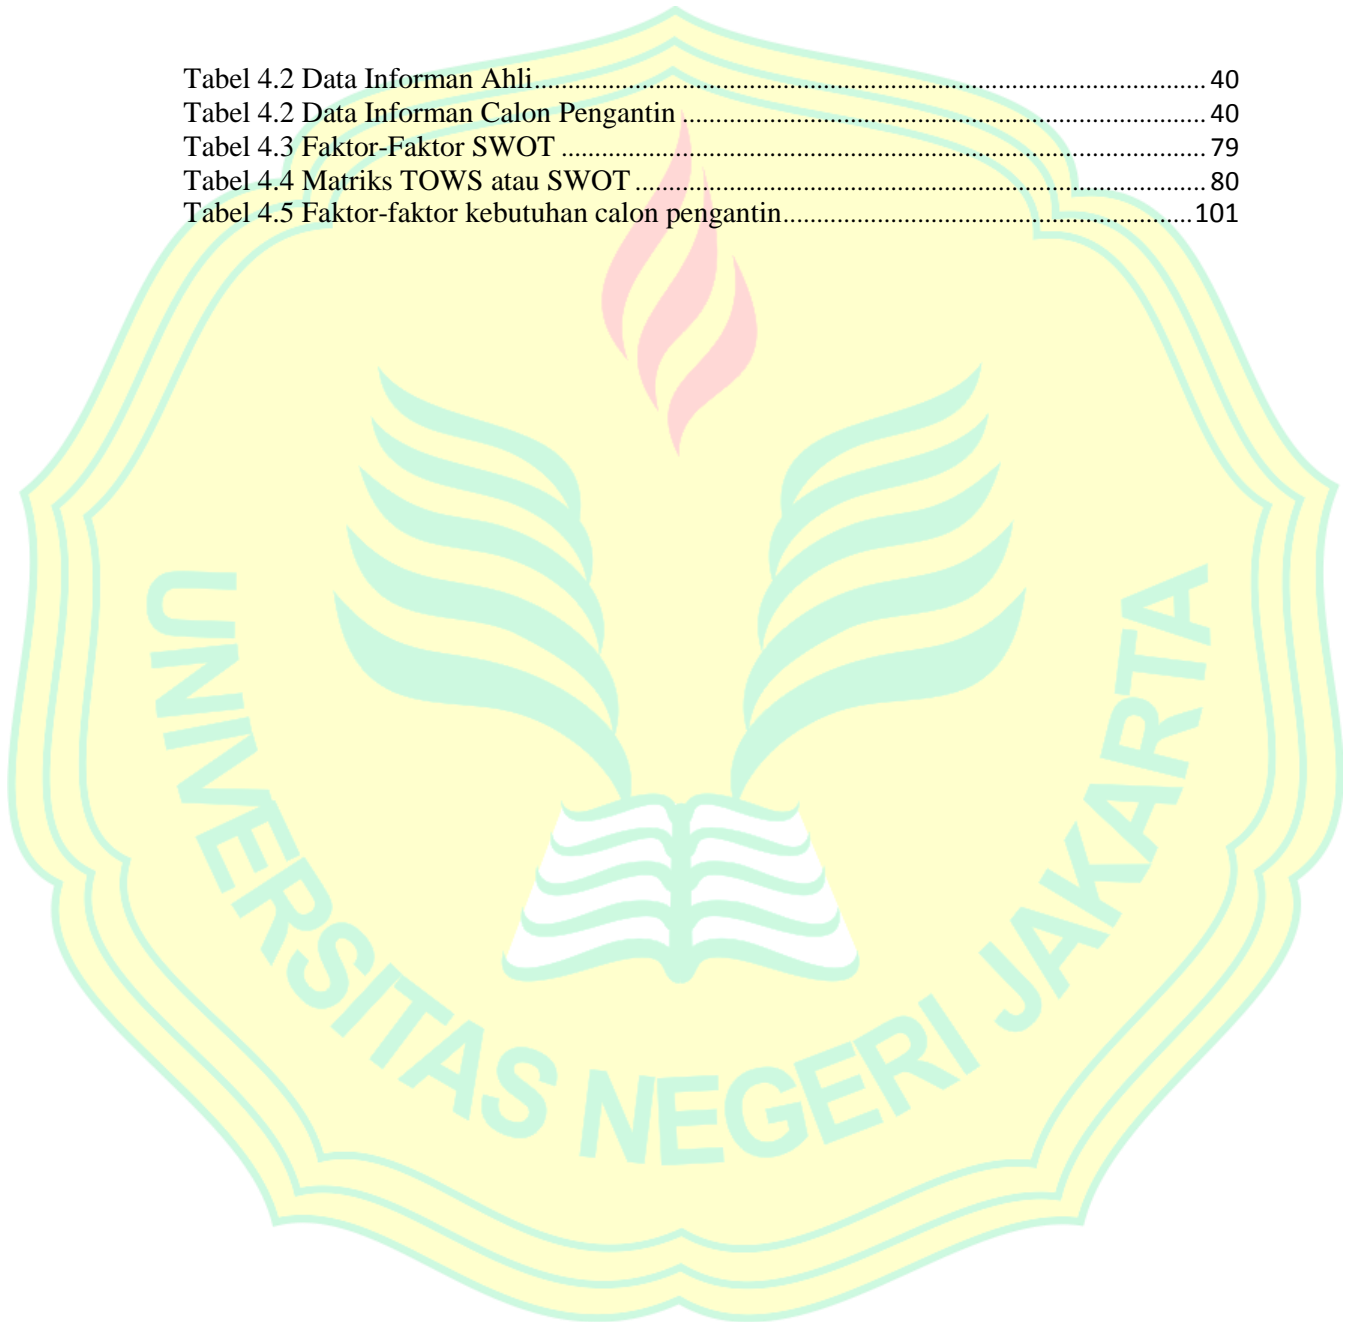 Tabel 4.2 Data Informan Ahli........................................................................................... 40
Tabel 4.2 Data Informan Calon Pengantin ....................................................................... 40
Tabel 4.3 Faktor-Faktor SWOT ....................................................................................... 79
Tabel 4.4 Matriks TOWS atau SWOT ............................................................................. 80
Tabel 4.5 Faktor-faktor kebutuhan calon pengantin.......................................................101
UNIVERSITAS NEGERI JAKARTA